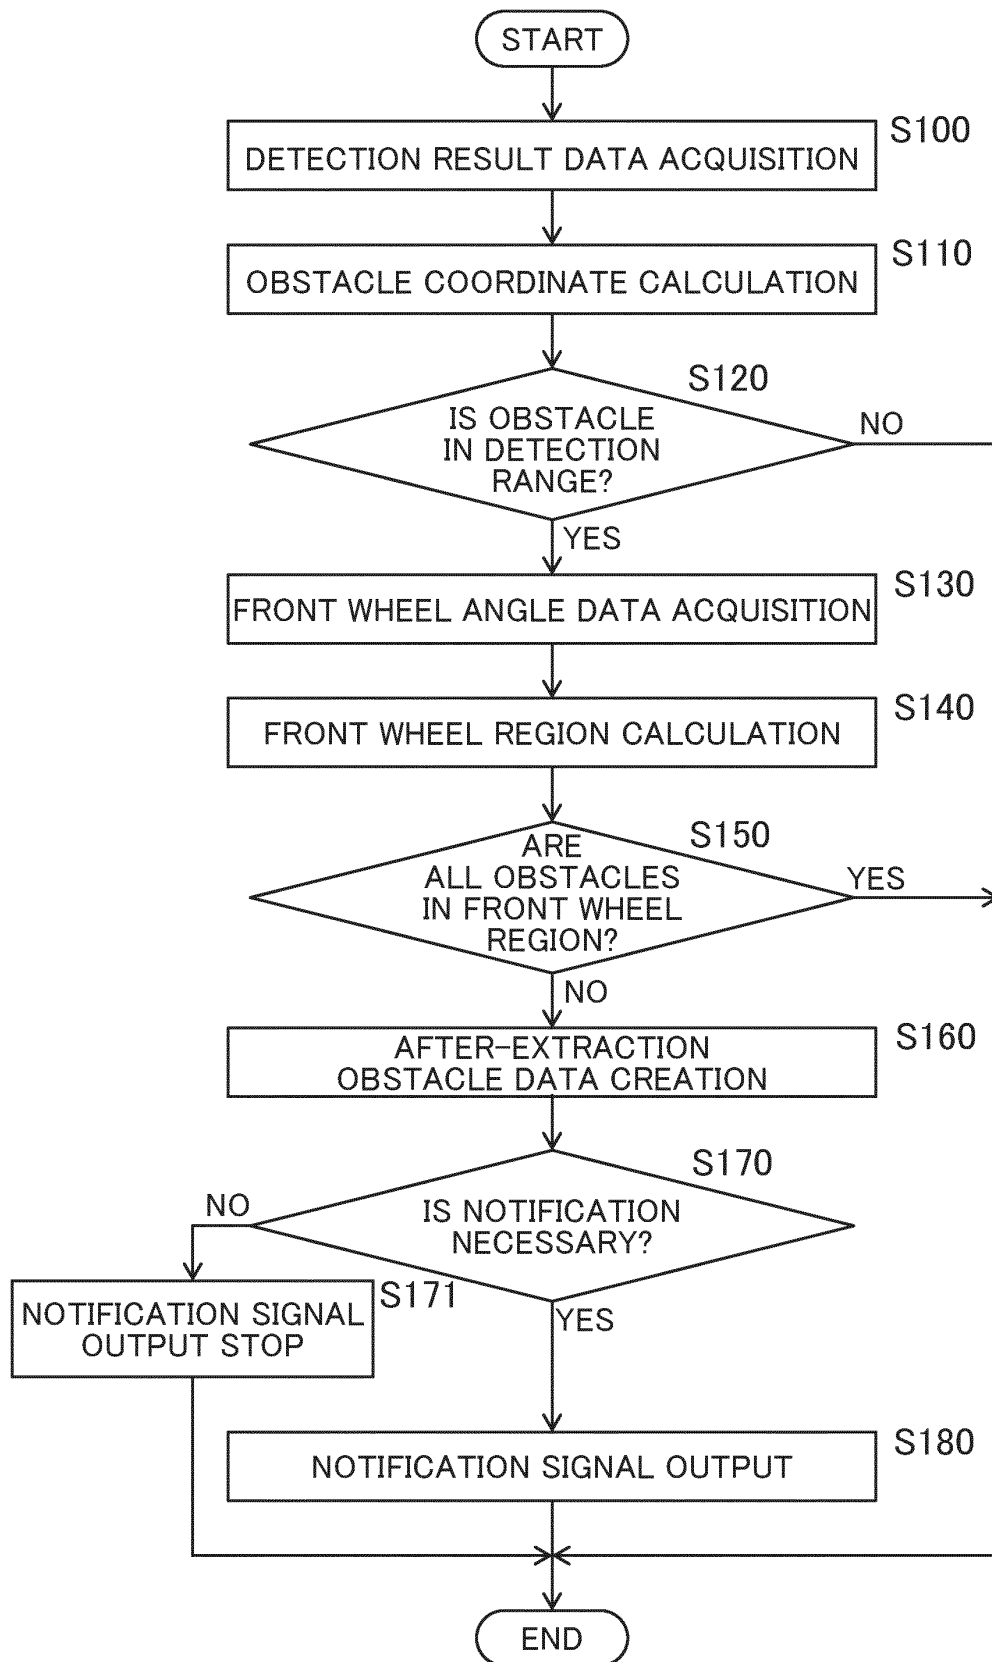 START
S100
DETECTION RESULT DATA ACQUISITION
S110
OBSTACLE COORDINATE CALCULATION
S120
IS OBSTACLE
IN DETECTION
RANGE?
NO
YES
S130
FRONT WHEEL ANGLE DATA ACQUISITION
S140
FRONT WHEEL REGION CALCULATION
S150
ARE
ALL OBSTACLES
IN FRONT WHEEL
REGION?
YES
NO
S160
AFTER-EXTRACTION
OBSTACLE DATA CREATION
S170
IS NOTIFICATION
NECESSARY?
NO
S171
NOTIFICATION SIGNAL
OUTPUT STOP
YES
S180
NOTIFICATION SIGNAL OUTPUT
END